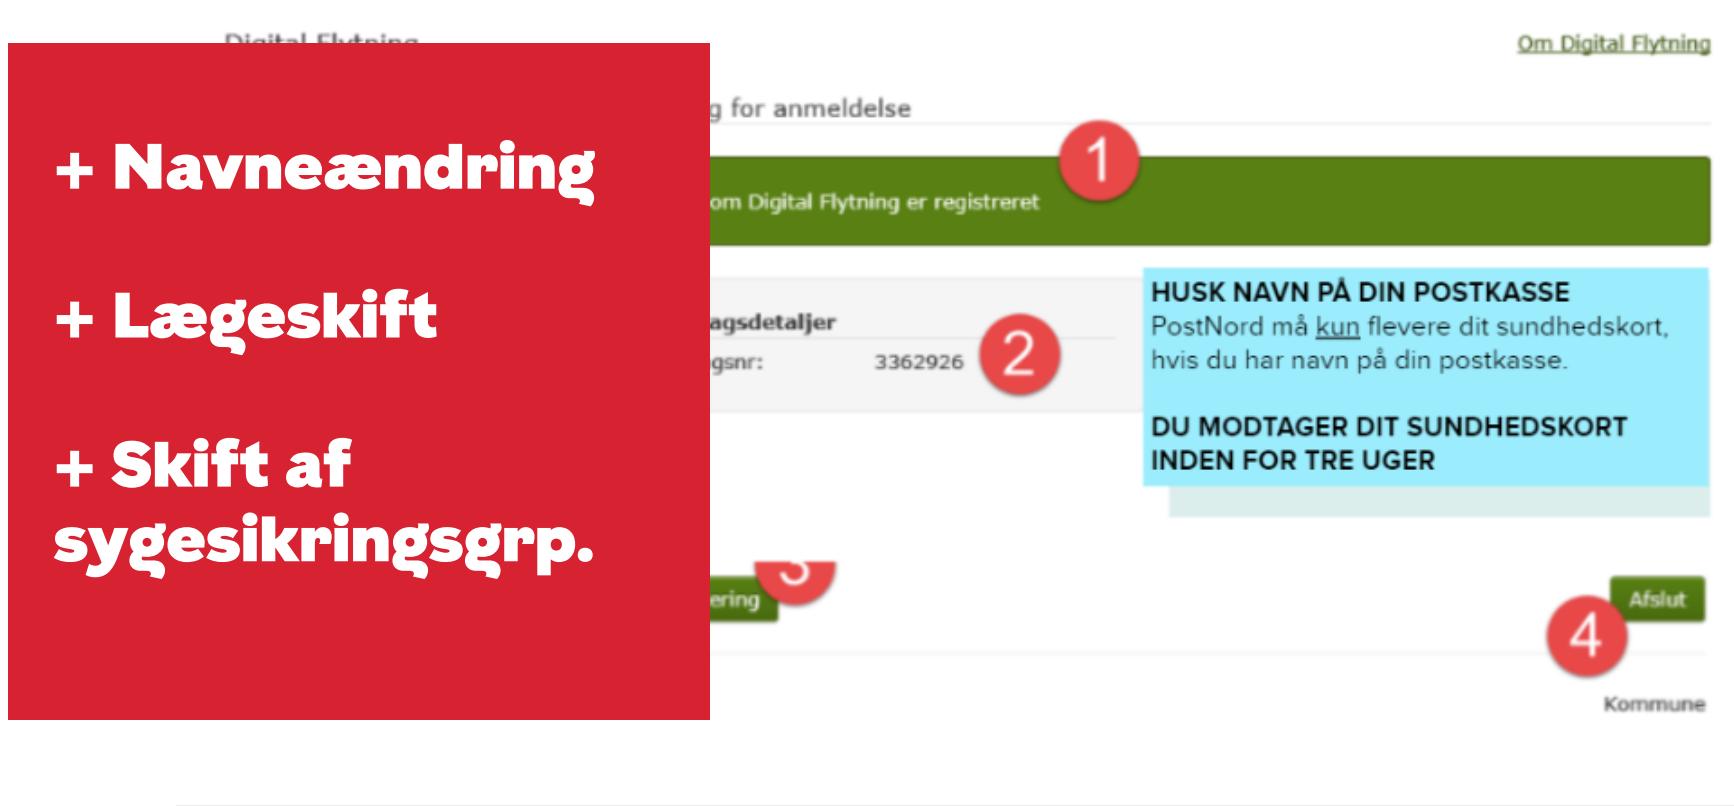 Digital Flytning
Om Digital Flytning
g for anmeldelse
1
om Digital Flytning er registreret
+ Navneændring
+ Lægeskift
+ Skift af
sygesikringsgrp.
agsdetaljer
gsnr: 3362926
2
HUSK NAVN PÅ DIN POSTKASSE
PostNord må kun flevere dit sundhedskort,
hvis du har navn på din postkasse.
DU MODTAGER DIT SUNDHEDSKORT
INDEN FOR TRE UGER
ering
3
Afslut
4
Kommune